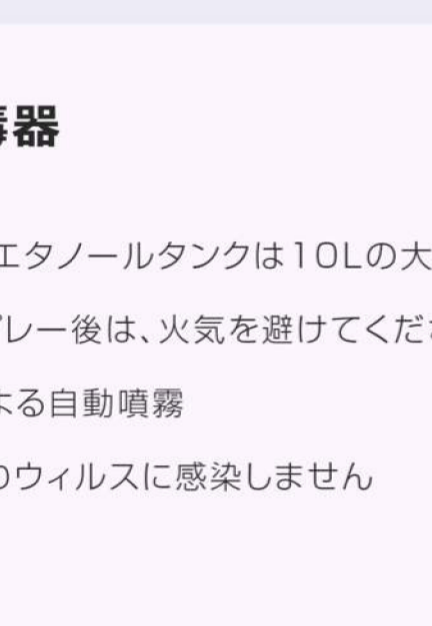 器
エタノールタンクは10Lの大
レー後は、火気を避けてくだ
よる自動噴霧
ウィルスに感染しません